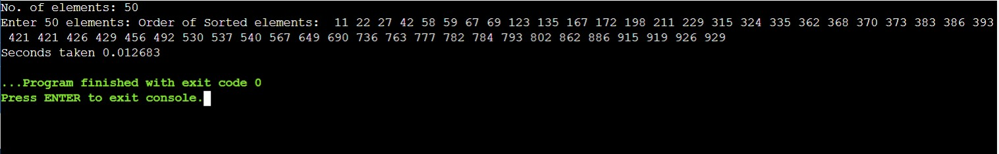 No. of elements: 50
Enter 50 elements: Order of Sorted elements:  11 22 27 42 58 59 67 69 123 135 167 172 198 211 229 315 324 335 362 368 370 373 383 386 393
421 421 426 429 456 492 530 537 540 567 649 690 736 763 777 782 784 793 802 862 886 915 919 926 929
Seconds taken 0.012683
...Program finished with exit code 0
Press ENTER to exit console.